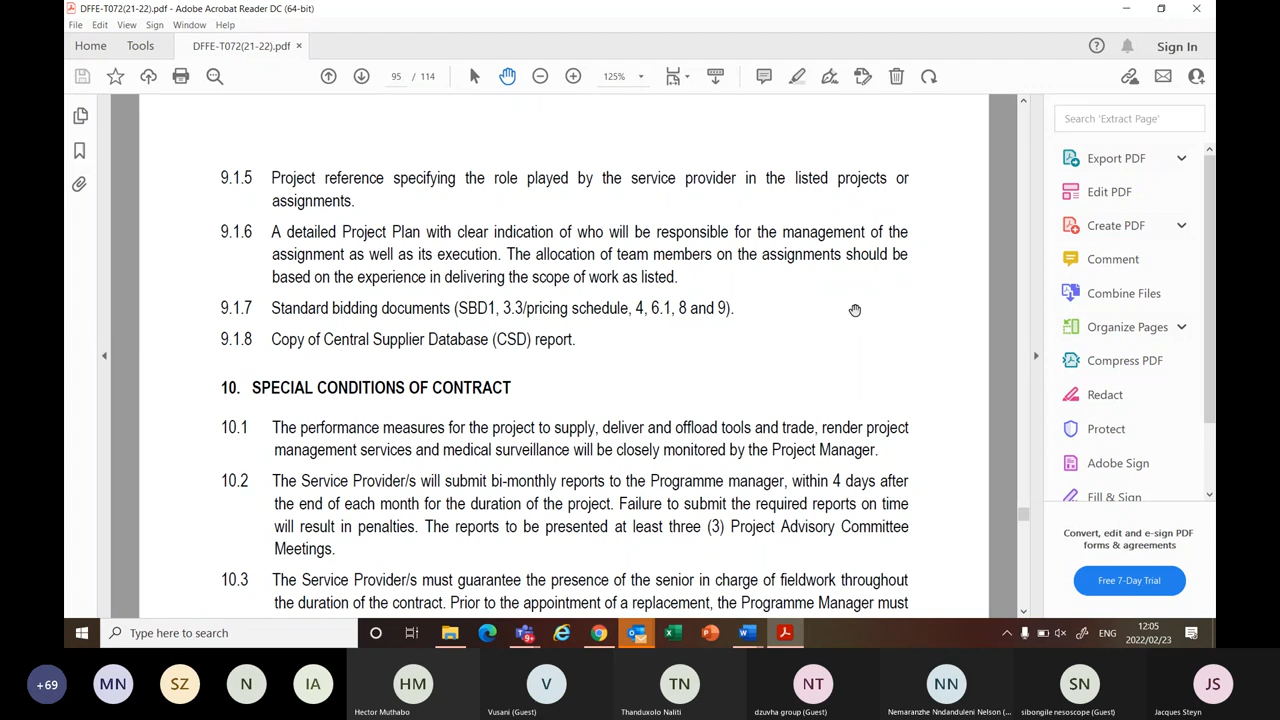 DFFE-T072(21-22).pdf - Adobe Acrobat Reader DC (64-bit)
File Edit View Sign Window Help
Home Tools DFFE-T072(21-22).pdf × Sign In
95 / 114 125%
Search 'Extract Page'
Export PDF
Edit PDF
Create PDF
Comment
Combine Files
Organize Pages
Compress PDF
Redact
Protect
Adobe Sign
Fill & Sign
Convert, edit and e-sign PDF
forms & agreements
Free 7-Day Trial
9.1.5 Project reference specifying the role played by the service provider in the listed projects or
assignments.
9.1.6 A detailed Project Plan with clear indication of who will be responsible for the management of the
assignment as well as its execution. The allocation of team members on the assignments should be
based on the experience in delivering the scope of work as listed.
9.1.7 Standard bidding documents (SBD1, 3.3/pricing schedule, 4, 6.1, 8 and 9).
9.1.8 Copy of Central Supplier Database (CSD) report.
10. SPECIAL CONDITIONS OF CONTRACT
10.1 The performance measures for the project to supply, deliver and offload tools and trade, render project
management services and medical surveillance will be closely monitored by the Project Manager.
10.2 The Service Provider/s will submit bi-monthly reports to the Programme manager, within 4 days after
the end of each month for the duration of the project. Failure to submit the required reports on time
will result in penalties. The reports to be presented at least three (3) Project Advisory Committee
Meetings.
10.3 The Service Provider/s must guarantee the presence of the senior in charge of fieldwork throughout
the duration of the contract. Prior to the appointment of a replacement, the Programme Manager must
Type here to search
9+
ENG
12:05
2022/02/23
+69 MN SZ N IA HM V TN NT NN SN JS
Hector Muthabo Vusani (Guest) Thanduxolo Naliti dzuvha group (Guest) Nemaranzhe Nndanduleni Nelson (... sibongile nesoscope (Guest) Jacques Steyn